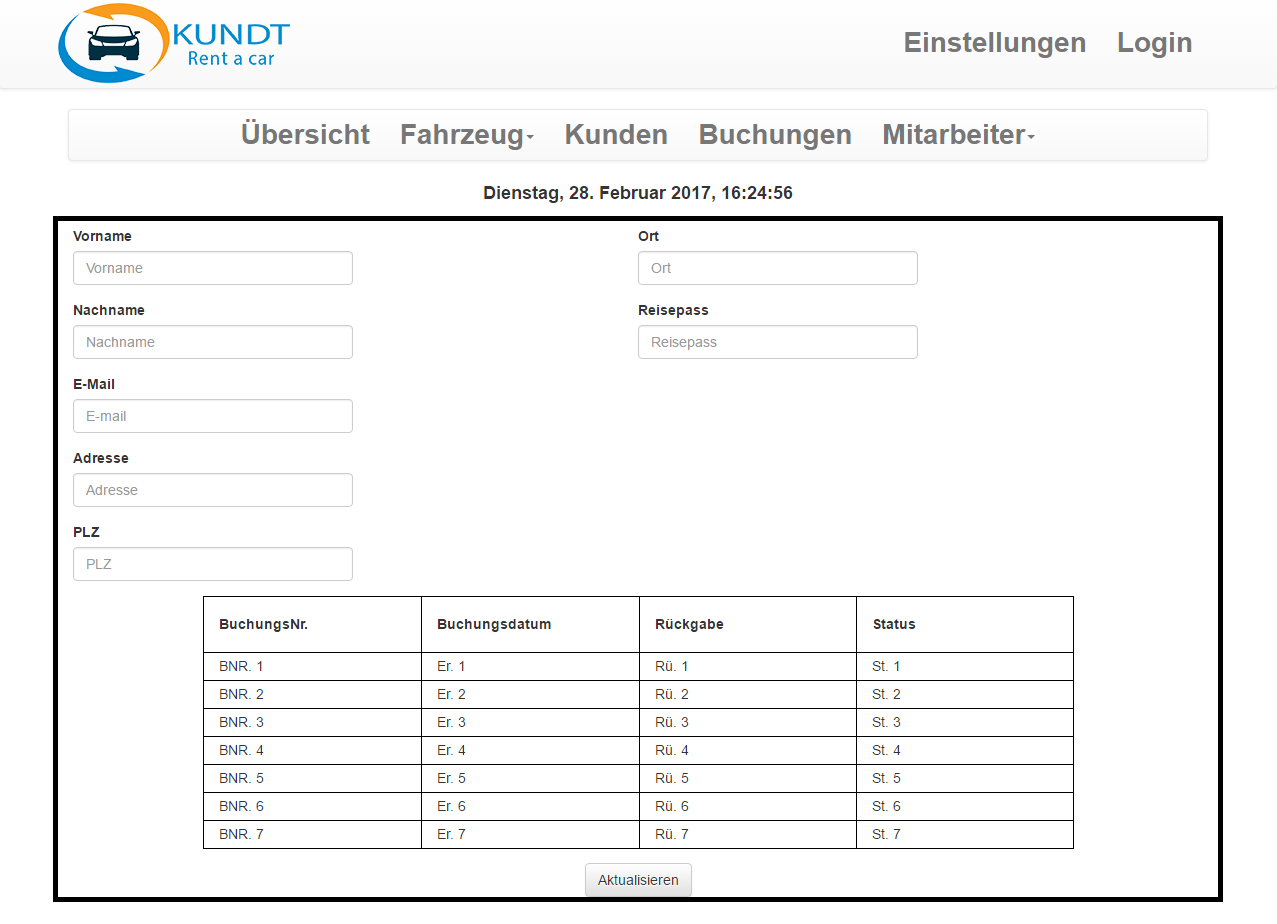 KUNDT
Rent a car
Einstellungen Login
Übersicht Fahrzeug Kunden Buchungen Mitarbeiter
Dienstag, 28. Februar 2017, 16:24:56
Vorname
Vorname
Nachname
Nachname
E-Mail
E-mail
Adresse
Adresse
PLZ
PLZ
Ort
Ort
Reisepass
Reisepass
BuchungsNr. Buchungsdatum Rückgabe Status
BNR. 1 Er. 1 Rü. 1 St. 1
BNR. 2 Er. 2 Rü. 2 St. 2
BNR. 3 Er. 3 Rü. 3 St. 3
BNR. 4 Er. 4 Rü. 4 St. 4
BNR. 5 Er. 5 Rü. 5 St. 5
BNR. 6 Er. 6 Rü. 6 St. 6
BNR. 7 Er. 7 Rü. 7 St. 7
Aktualisieren